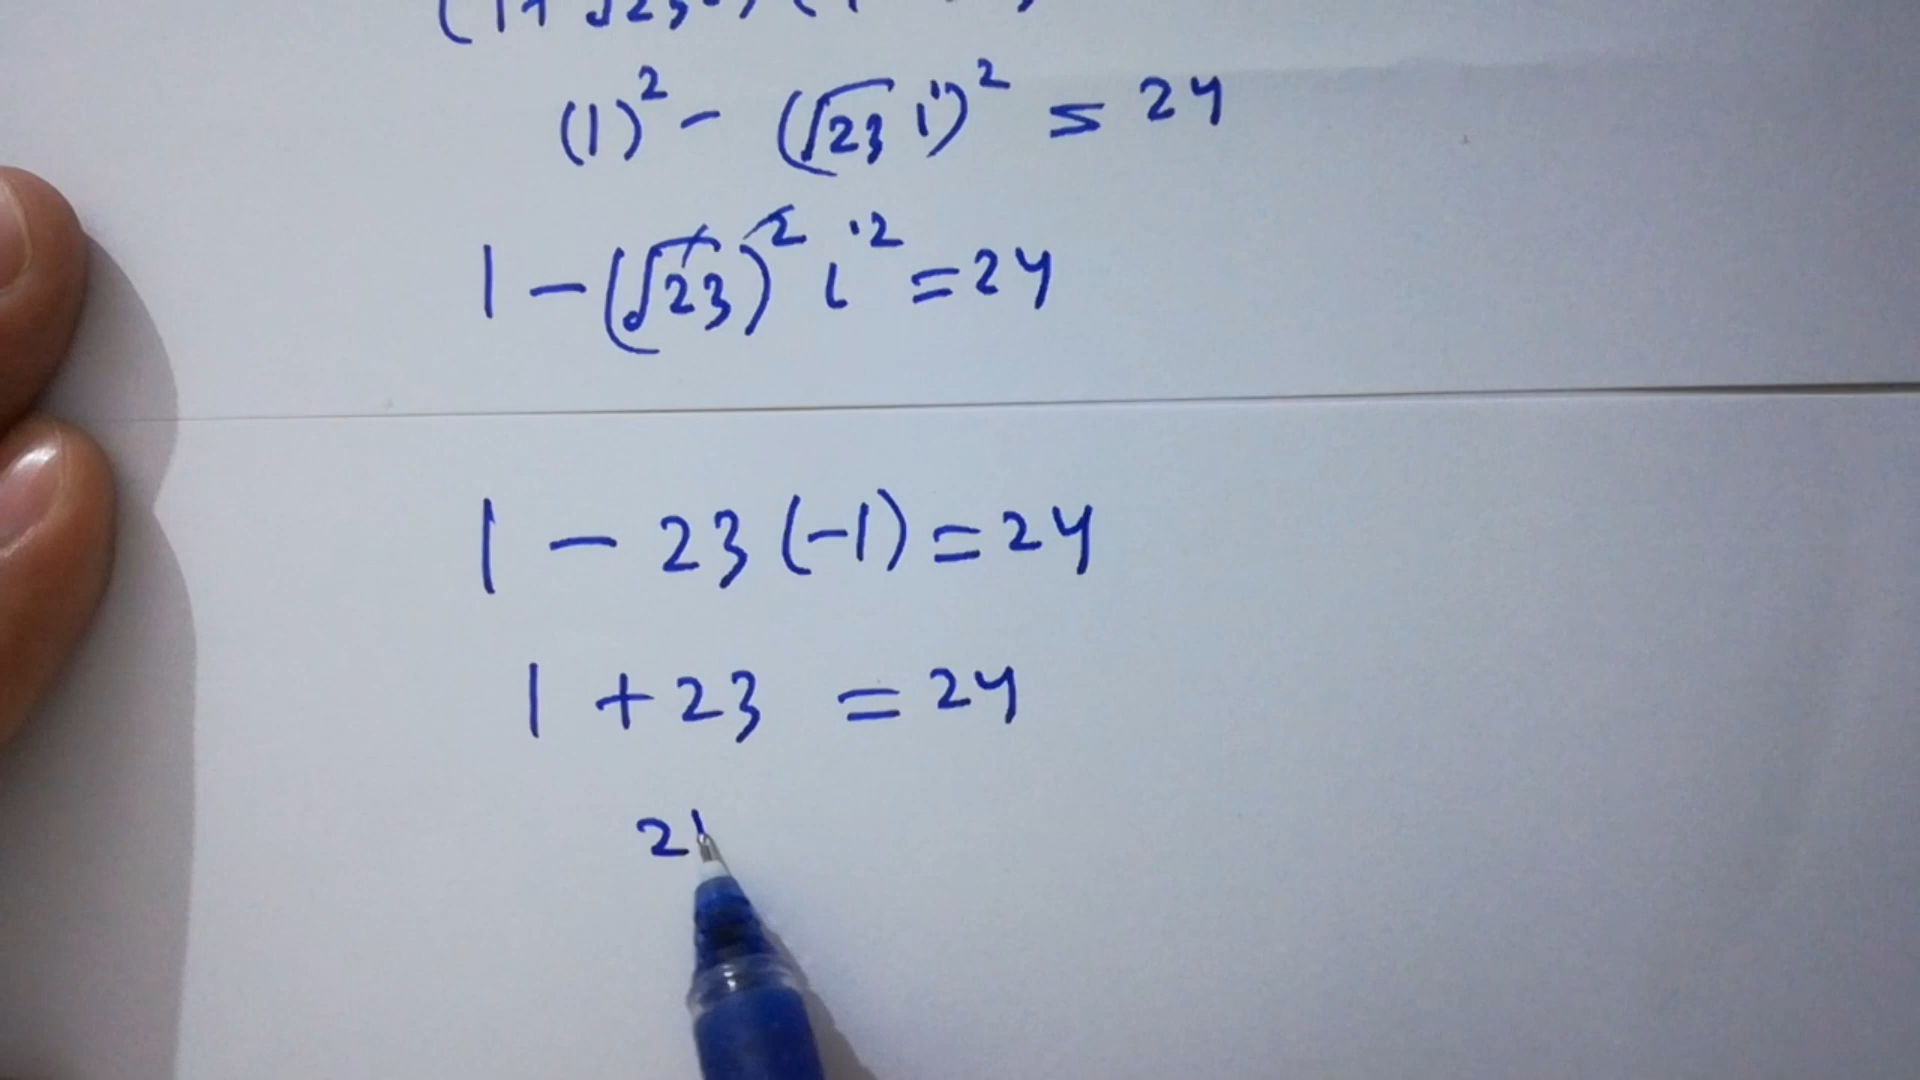 (1)² - (√23 i)² = 24
1 - (√23)² i² = 24
1 - 23 (-1) = 24
1 + 23 = 24
2